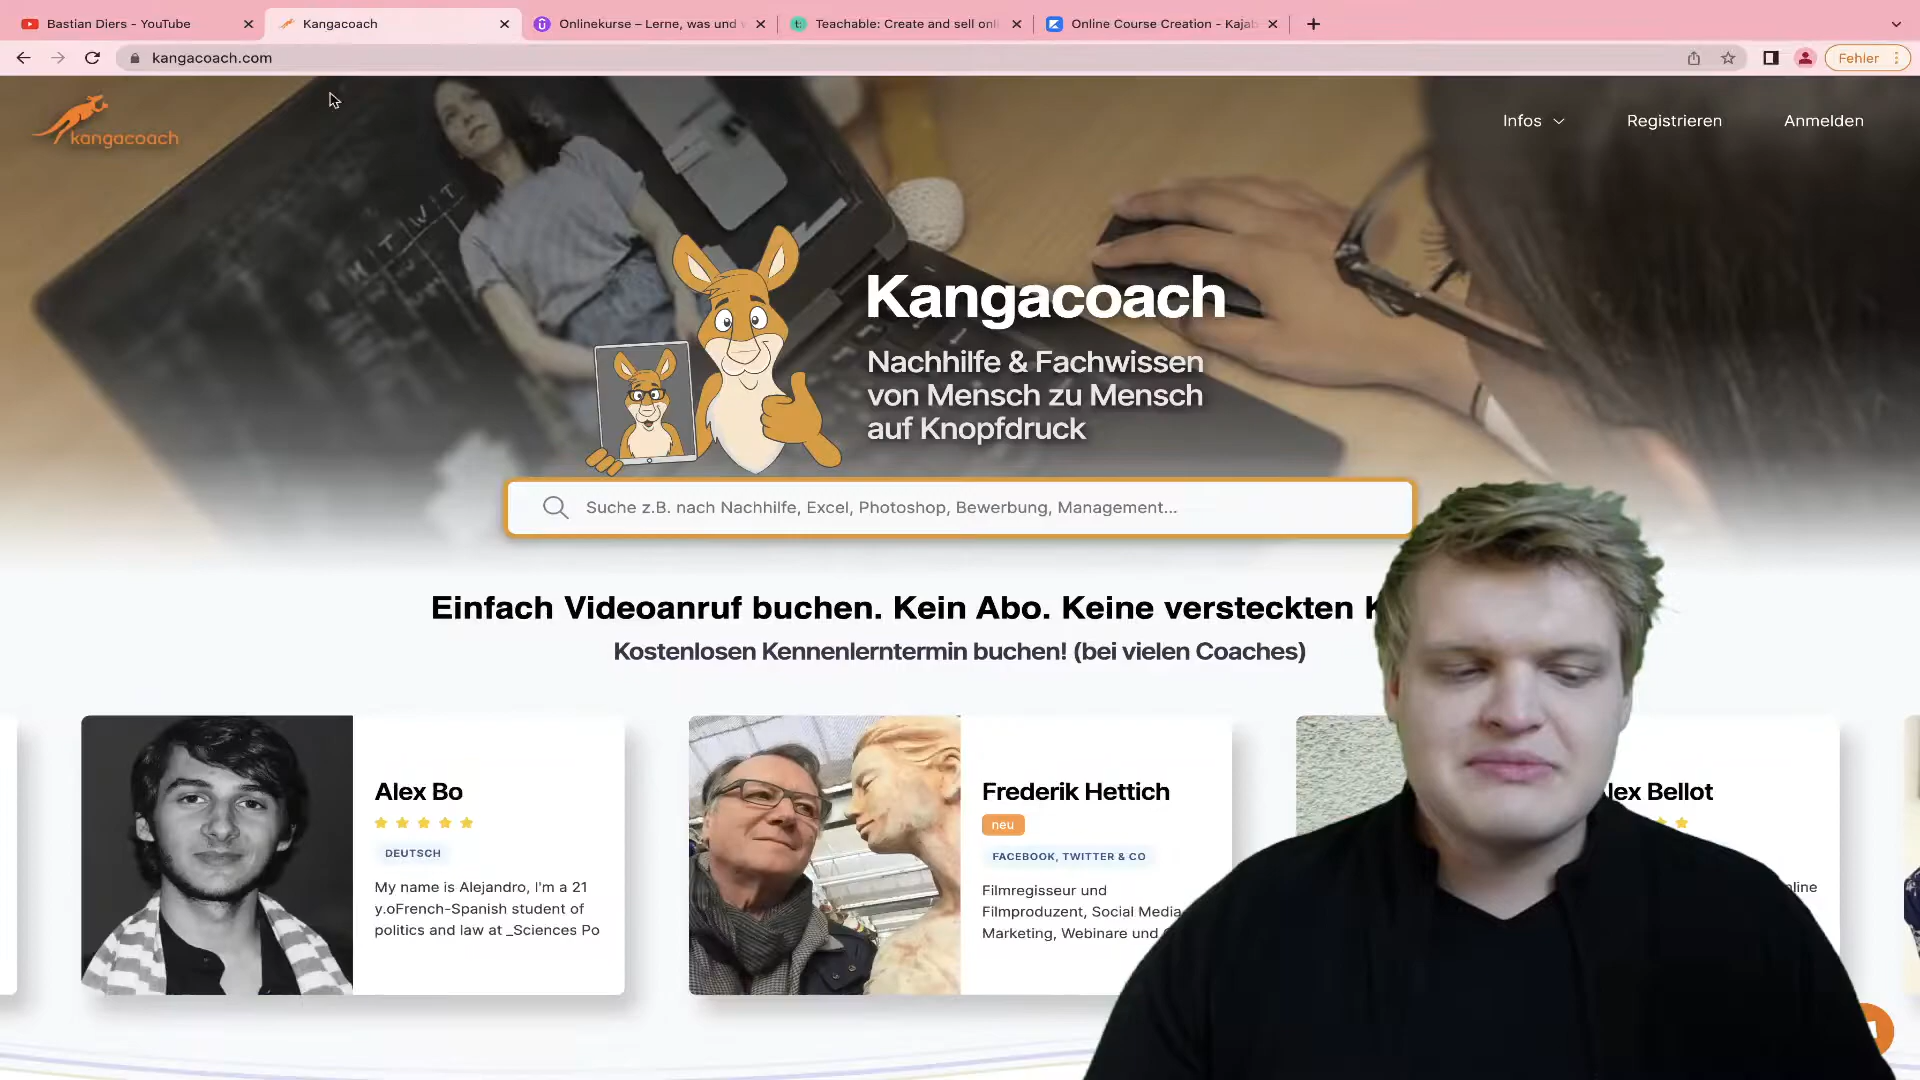 Bastian Diers - YouTube
Kangacoach
Onlinekurse – Lerne, was und
Teachable: Create and sell onl
Online Course Creation - Kajab
kangacoach.com
Fehler
kangacoach
Infos
Registrieren
Anmelden
Kangacoach
Nachhilfe & Fachwissen
von Mensch zu Mensch
auf Knopfdruck
Suche z.B. nach Nachhilfe, Excel, Photoshop, Bewerbung, Management...
Einfach Videoanruf buchen. Kein Abo. Keine versteckten
Kostenlosen Kennenlerntermin buchen! (bei vielen Coaches)
Alex Bo
DEUTSCH
My name is Alejandro, I'm a 21
y.oFrench-Spanish student of
politics and law at _Sciences Po
Frederik Hettich
neu
FACEBOOK, TWITTER & CO
Filmregisseur und
Filmproduzent, Social Media
Marketing, Webinare und
lex Bellot